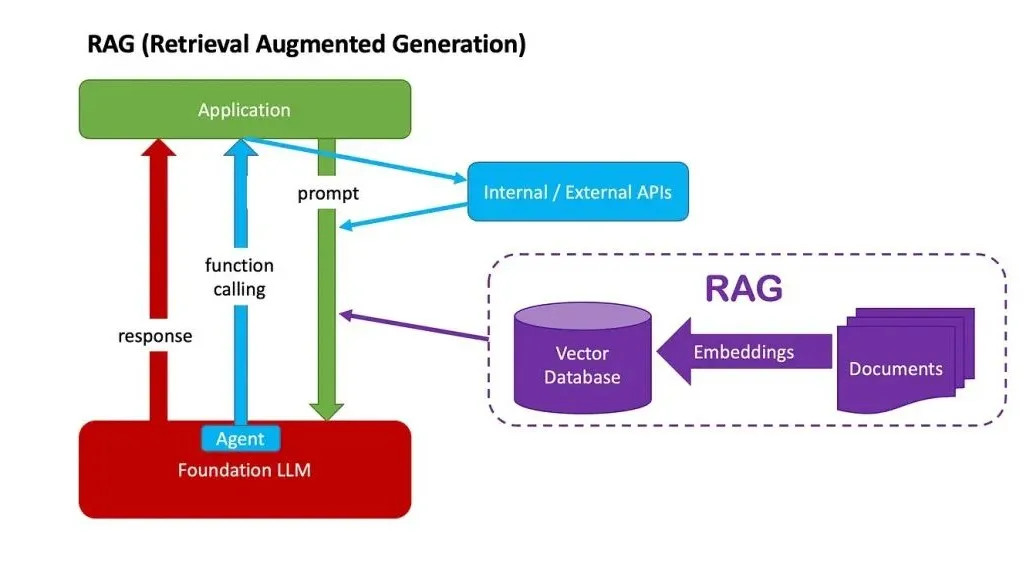 RAG (Retrieval Augmented Generation)
Application
prompt
Internal / External APIs
function
calling
response
RAG
Vector
Database
Embeddings
Documents
Agent
Foundation LLM